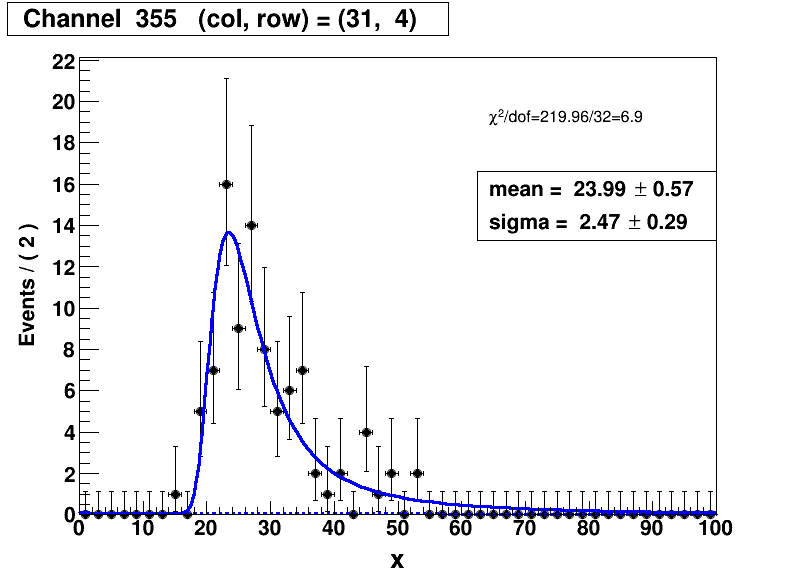 Channel 355 (col, row) = (31, 4)
χ²/dof=219.96/32=6.9
mean = 23.99 ± 0.57
sigma = 2.47 ± 0.29
Events / ( 2 )
22
20
18
16
14
12
10
8
6
4
2
0
0 10 20 30 40 50 60 70 80 90 100
x